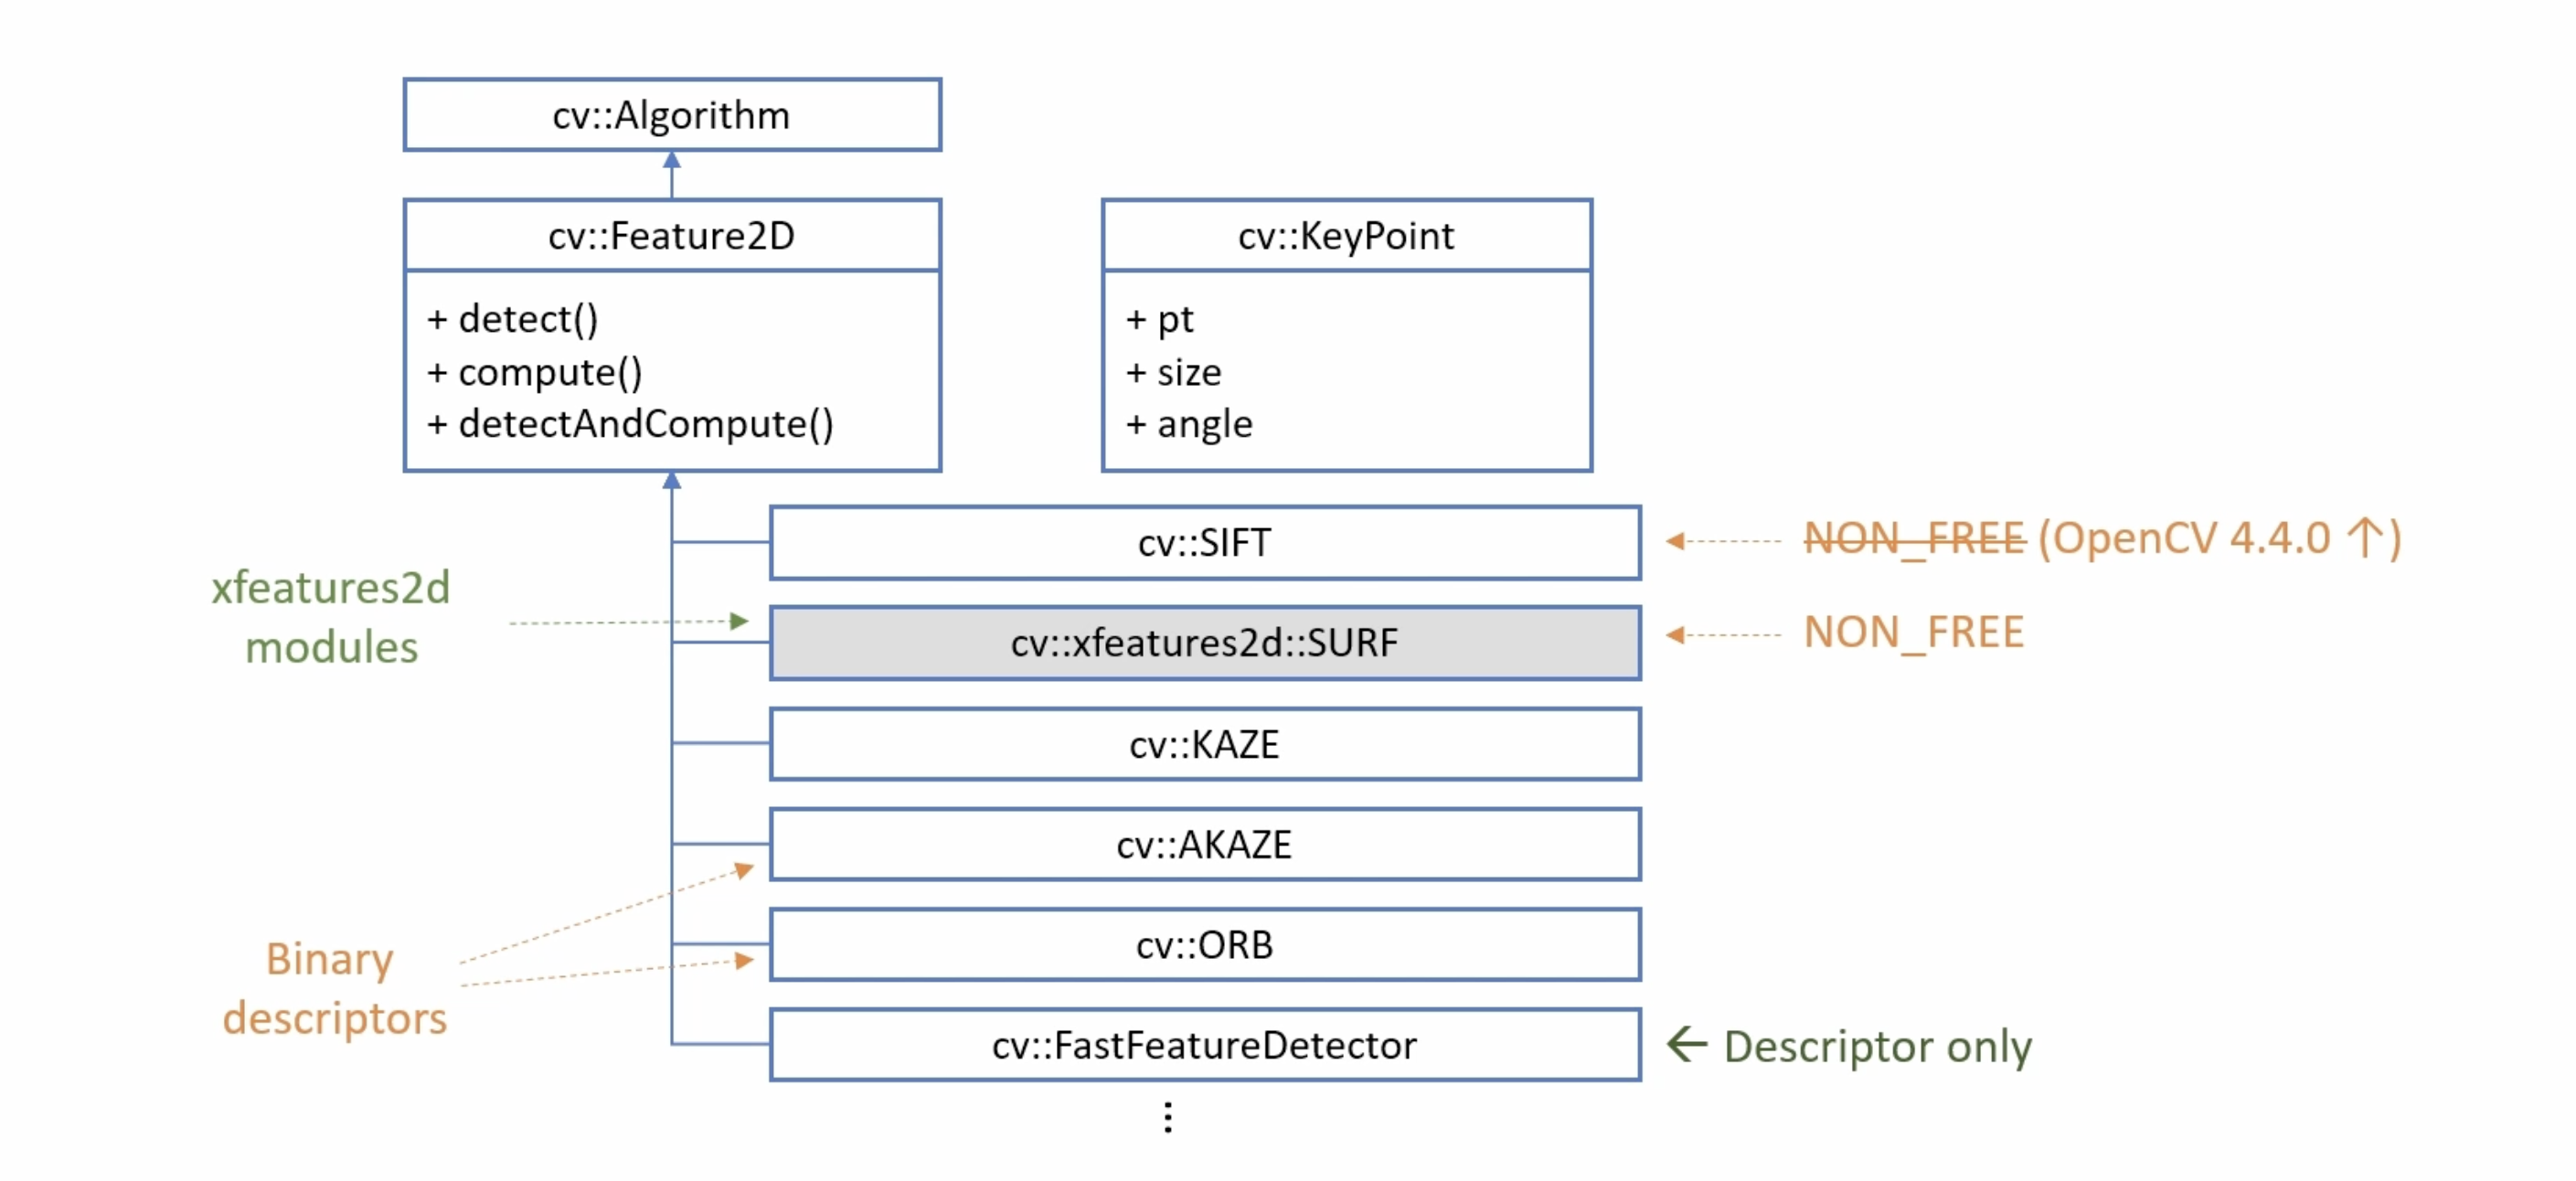 cv::Algorithm
cv::Feature2D
+ detect()
+ compute()
+ detectAndCompute()
cv::KeyPoint
+ pt
+ size
+ angle
cv::SIFT
NON_FREE (OpenCV 4.4.0 ↑)
xfeatures2d
modules
cv::xfeatures2d::SURF
NON_FREE
cv::KAZE
cv::AKAZE
Binary
descriptors
cv::ORB
cv::FastFeatureDetector
← Descriptor only
⋮